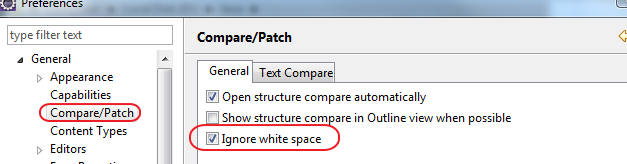 Preferences
type filter text
General
Appearance
Capabilities
Compare/Patch
Content Types
Editors
Compare/Patch
General
Text Compare
Open structure compare automatically
Show structure compare in Outline view when possible
Ignore white space